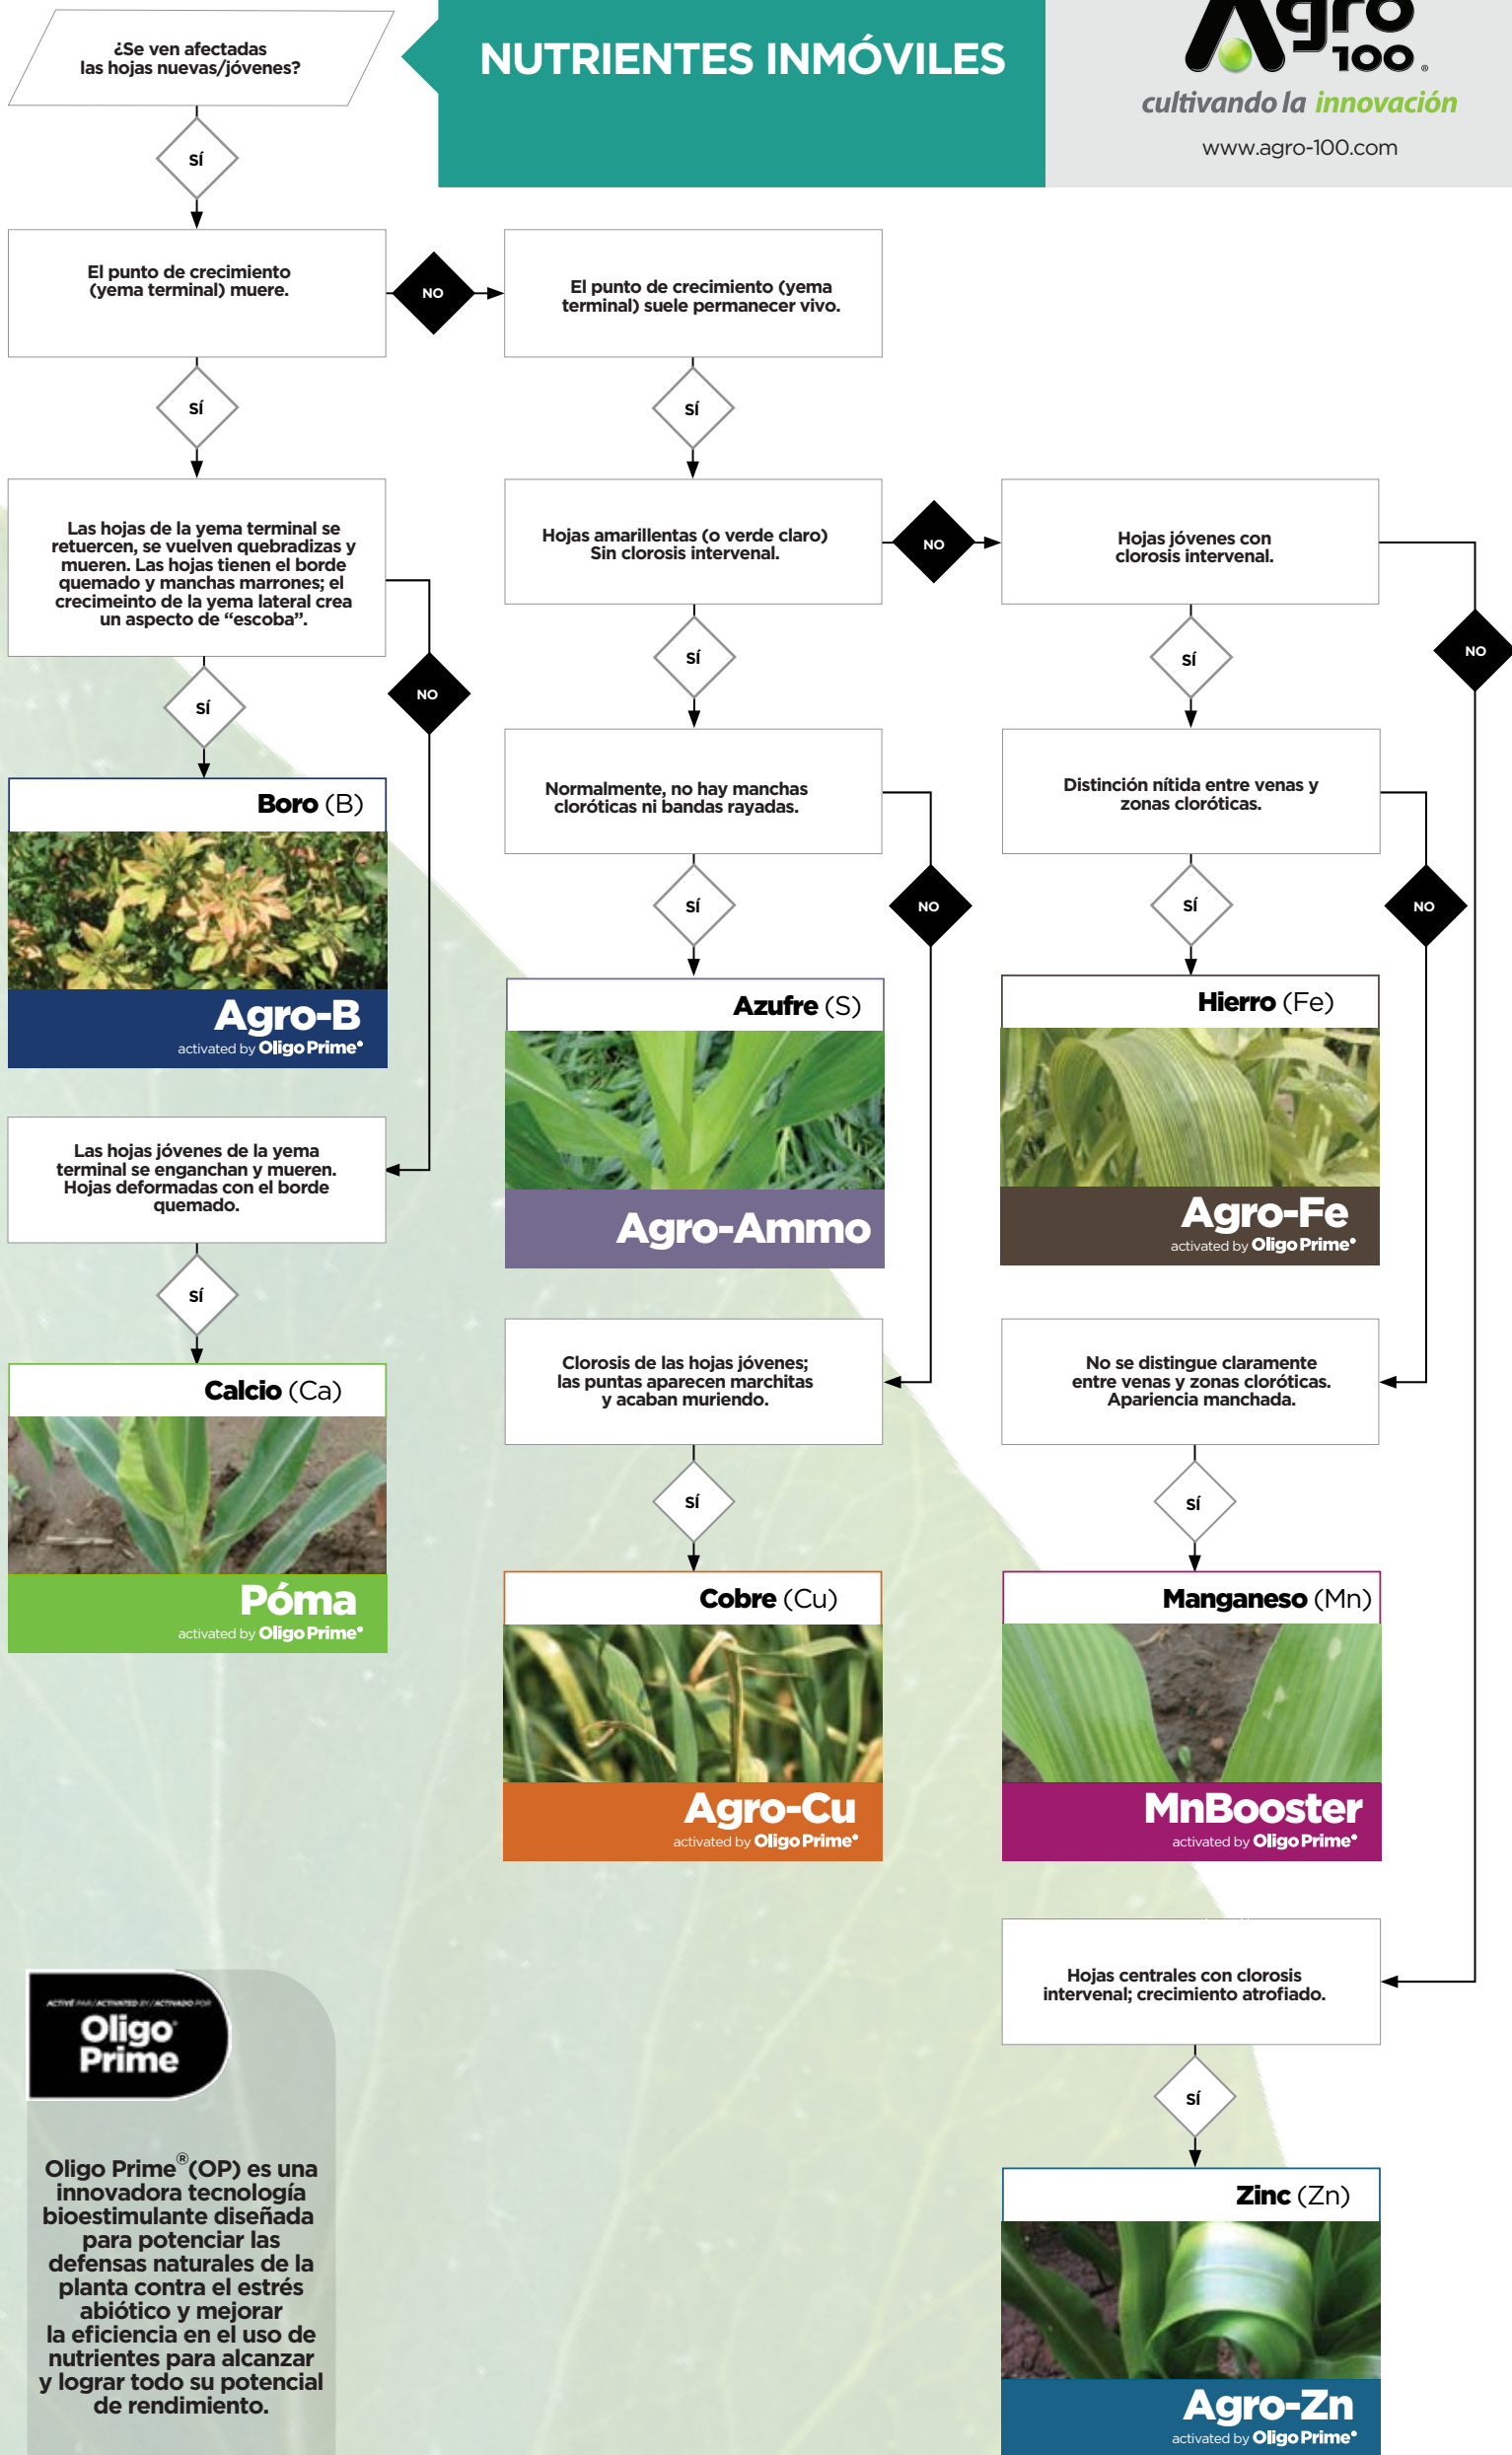 ¿Se ven afectadas
las hojas nuevas/jóvenes?
NUTRIENTES INMÓVILES
Agro
100®
cultivando la innovación
www.agro-100.com
SÍ
El punto de crecimiento
(yema terminal) muere.
NO
El punto de crecimiento (yema
terminal) suele permanecer vivo.
SÍ
SÍ
Las hojas de la yema terminal se
retuercen, se vuelven quebradizas y
mueren. Las hojas tienen el borde
quemado y manchas marrones; el
crecimeinto de la yema lateral crea
un aspecto de “escoba”.
Hojas amarillentas (o verde claro)
Sin clorosis intervenal.
NO
Hojas jóvenes con
clorosis intervenal.
NO
SÍ
NO
SÍ
SÍ
Boro (B)
Agro-B
activated by Oligo Prime®
Normalmente, no hay manchas
cloróticas ni bandas rayadas.
Distinción nítida entre venas y
zonas cloróticas.
SÍ
NO
SÍ
NO
Azufre (S)
Agro-Ammo
Hierro (Fe)
Agro-Fe
activated by Oligo Prime®
Las hojas jóvenes de la yema
terminal se enganchan y mueren.
Hojas deformadas con el borde
quemado.
SÍ
Calcio (Ca)
Póma
activated by Oligo Prime®
Clorosis de las hojas jóvenes;
las puntas aparecen marchitas
y acaban muriendo.
No se distingue claramente
entre venas y zonas cloróticas.
Apariencia manchada.
SÍ
SÍ
Cobre (Cu)
Agro-Cu
activated by Oligo Prime®
Manganeso (Mn)
MnBooster
activated by Oligo Prime®
Hojas centrales con clorosis
intervenal; crecimiento atrofiado.
SÍ
Zinc (Zn)
Agro-Zn
activated by Oligo Prime®
ACTIVÉ PAR/ACTIVATED BY/ACTIVADO POR
Oligo®
Prime
Oligo Prime®(OP) es una
innovadora tecnología
bioestimulante diseñada
para potenciar las
defensas naturales de la
planta contra el estrés
abiótico y mejorar
la eficiencia en el uso de
nutrientes para alcanzar
y lograr todo su potencial
de rendimiento.